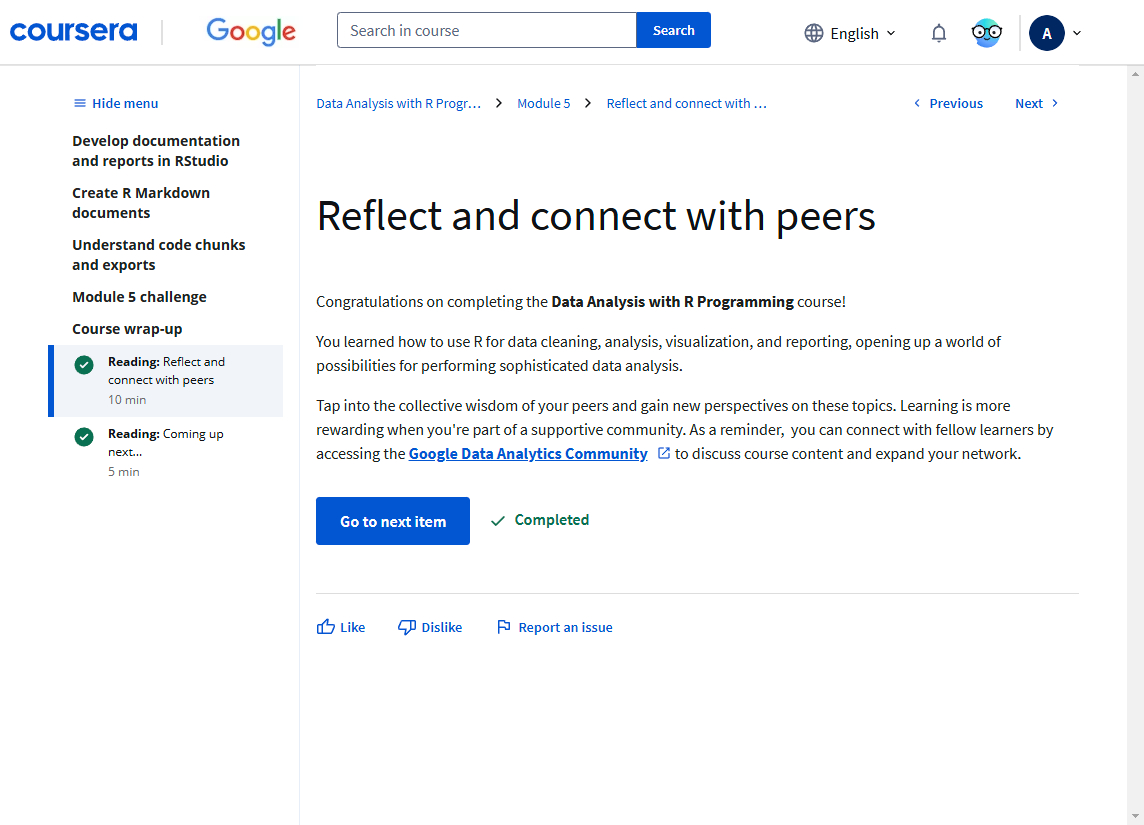 coursera
Google
Search in course
Search
English
A
Hide menu
Develop documentation
and reports in RStudio
Create R Markdown
documents
Understand code chunks
and exports
Module 5 challenge
Course wrap-up
Reading: Reflect and
connect with peers
10 min
Reading: Coming up
next...
5 min
Data Analysis with R Progr…
Module 5
Reflect and connect with …
Previous
Next
Reflect and connect with peers
Congratulations on completing the Data Analysis with R Programming course!
You learned how to use R for data cleaning, analysis, visualization, and reporting, opening up a world of
possibilities for performing sophisticated data analysis.
Tap into the collective wisdom of your peers and gain new perspectives on these topics. Learning is more
rewarding when you're part of a supportive community. As a reminder, you can connect with fellow learners by
accessing the Google Data Analytics Community to discuss course content and expand your network.
Go to next item
Completed
Like
Dislike
Report an issue